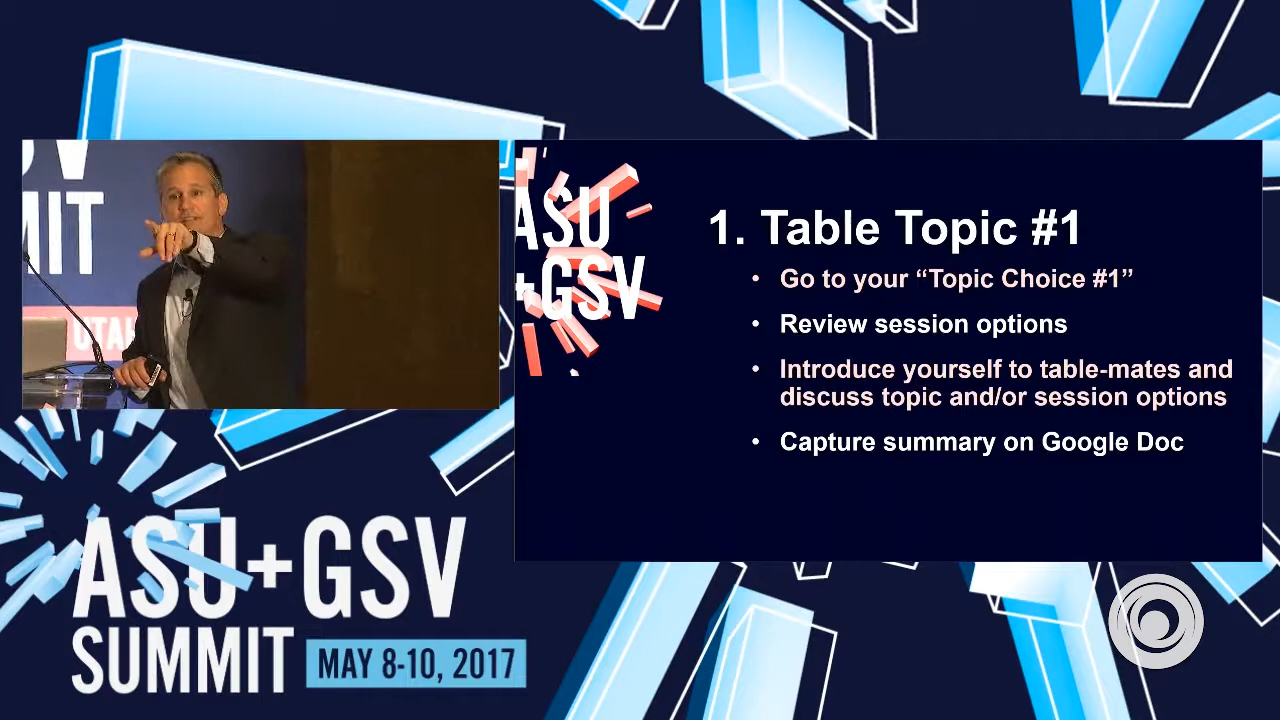 MIT
UTAH
ASU
+GSV
1. Table Topic #1
• Go to your “Topic Choice #1”
• Review session options
• Introduce yourself to table-mates and
discuss topic and/or session options
• Capture summary on Google Doc
ASU+GSV
SUMMIT
MAY 8-10, 2017